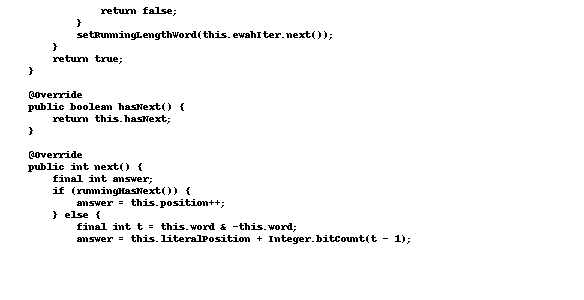 return false;
}
setRunningLengthWord(this.ewahIter.next());
}
return true;
}
@Override
public boolean hasNext() {
return this.hasNext;
}
@Override
public int next() {
final int answer;
if (runningHasNext()) {
answer = this.position++;
} else {
final int t = this.word & -this.word;
answer = this.literalPosition + Integer.bitCount(t - 1);